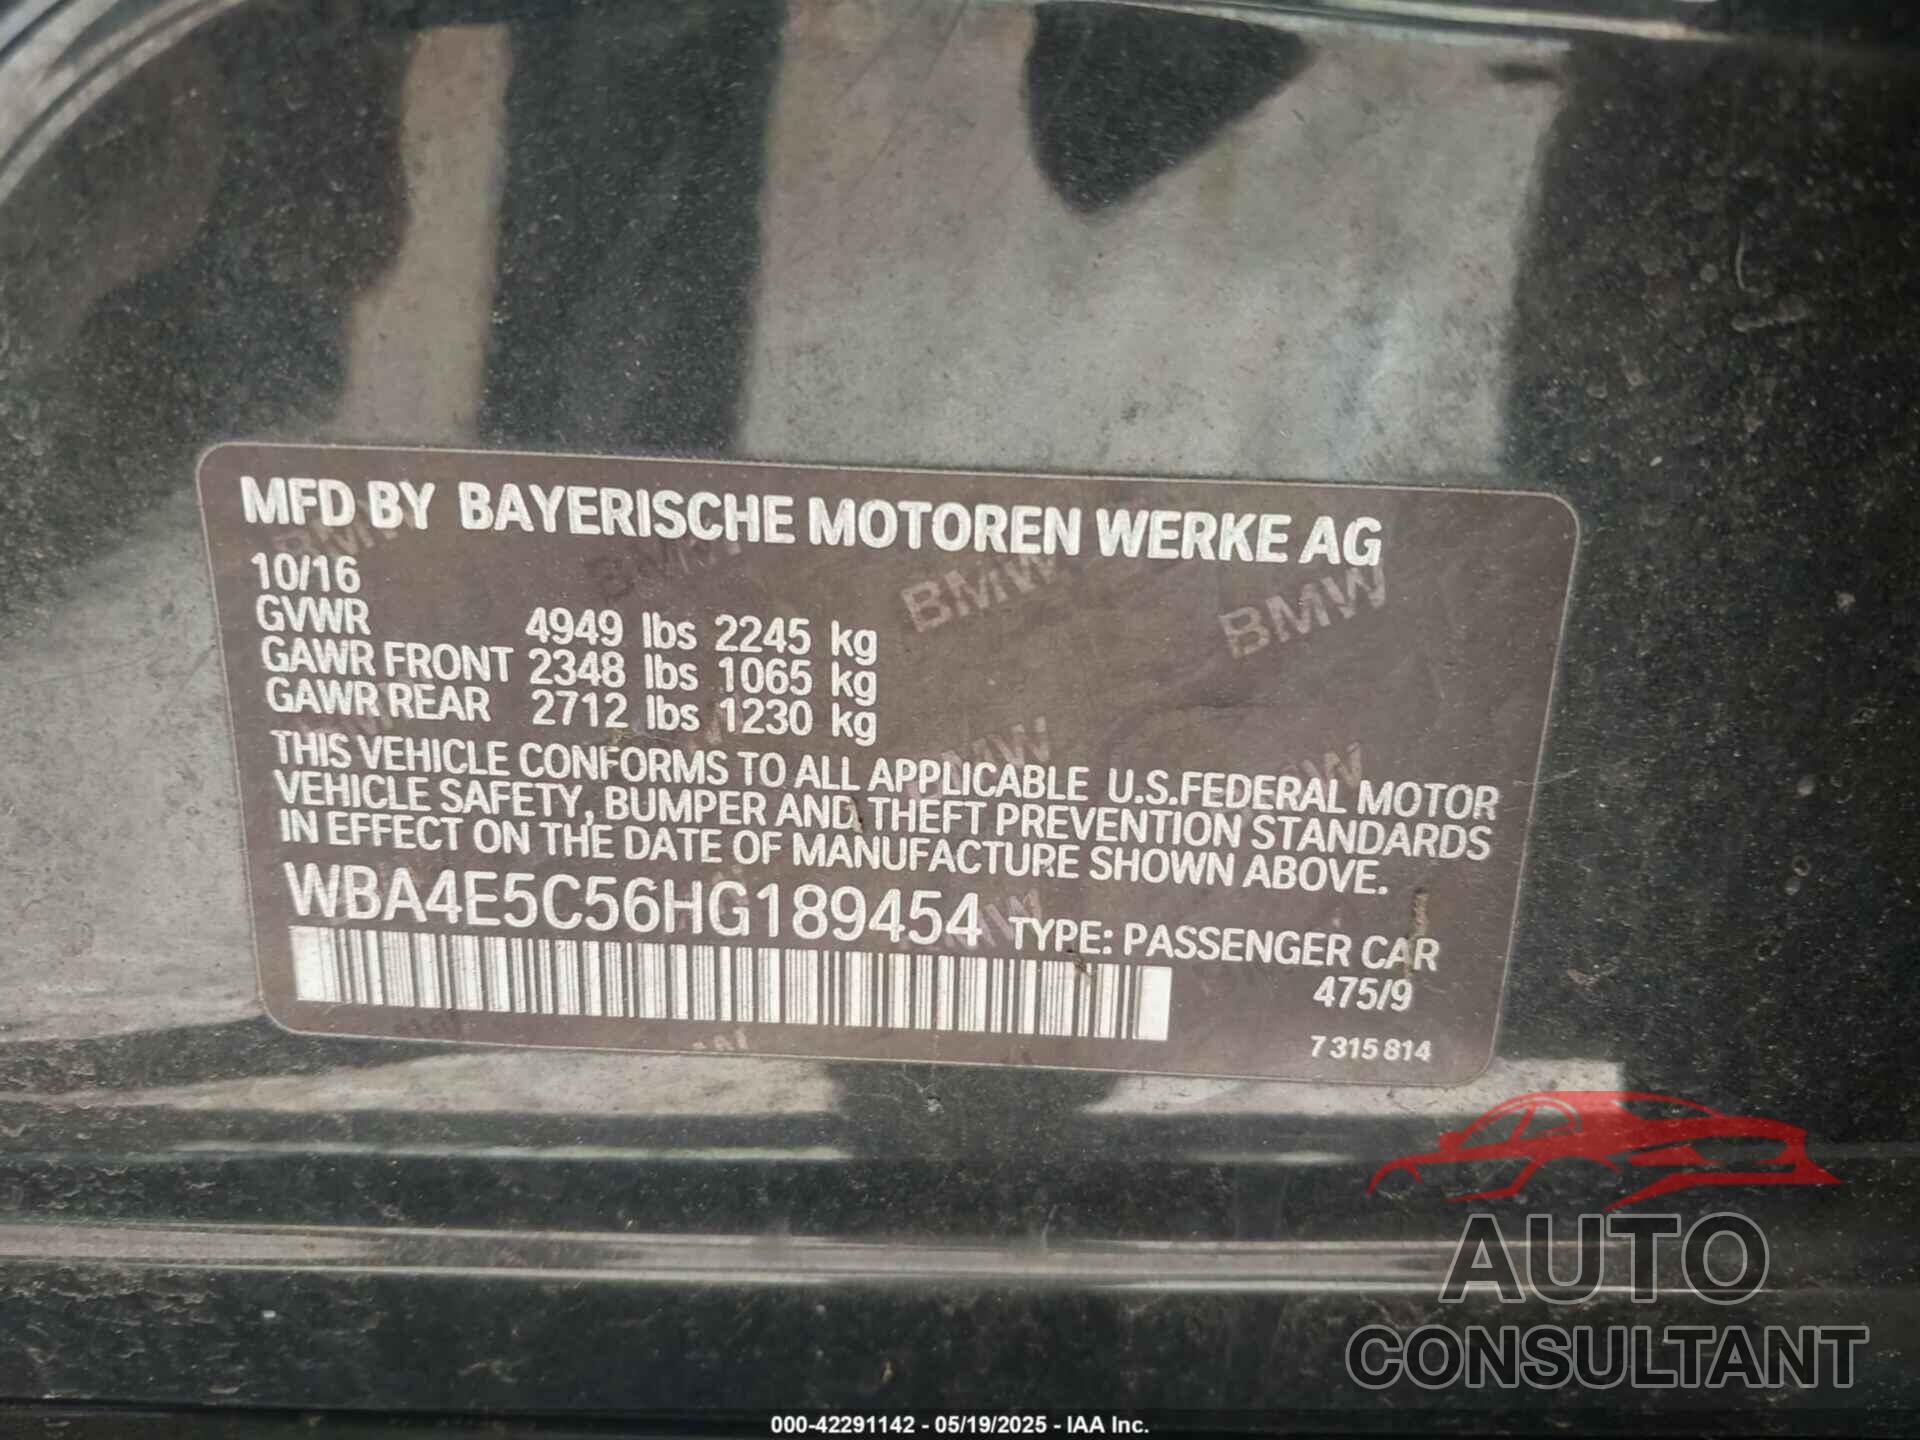 MFD BY BAYERISCHE MOTOREN WERKE AG
10/16
GVWR 4949 lbs 2245 kg
GAWR FRONT 2348 lbs 1065 kg
GAWR REAR 2712 lbs 1230 kg
THIS VEHICLE CONFORMS TO ALL APPLICABLE U.S.FEDERAL MOTOR
VEHICLE SAFETY, BUMPER AND THEFT PREVENTION STANDARDS
IN EFFECT ON THE DATE OF MANUFACTURE SHOWN ABOVE.
WBA4E5C56HG189454 TYPE: PASSENGER CAR
475/9
7 315 814
AUTO
CONSULTANT
000-42291142 - 05/19/2025 - IAA Inc.